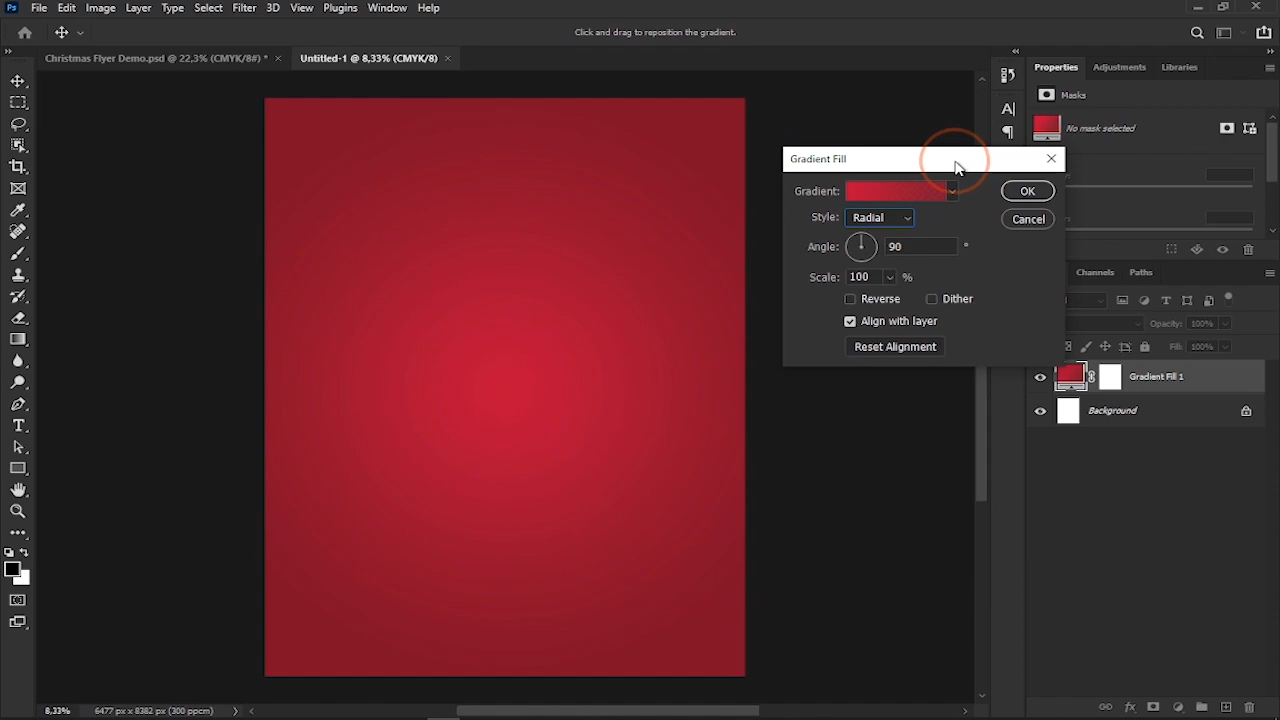 Ps File Edit Image Layer Type Select Filter 3D View Plugins Window Help
Click and drag to reposition the gradient.
Christmas Flyer Demo.psd @ 22,3% (CMYK/8#) * × Untitled-1 @ 8,33% (CMYK/8) ×
Properties Adjustments Libraries
Masks
No mask selected
Gradient Fill
Gradient:
OK
Style: Radial
Cancel
Angle: 90 °
Scale: 100 %
Reverse Dither
Align with layer
Reset Alignment
Channels Paths
Opacity: 100%
Fill: 100%
Gradient Fill 1
Background
8,33% 6477 px x 8382 px (300 ppcm)